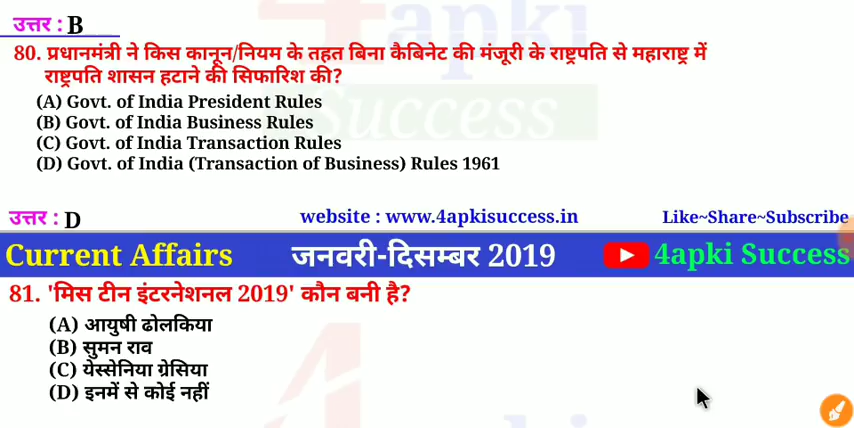 उत्तर : B
80. प्रधानमंत्री ने किस कानून/नियम के तहत बिना कैबिनेट की मंजूरी के राष्ट्रपति से महाराष्ट्र में
राष्ट्रपति शासन हटाने की सिफारिश की?
(A) Govt. of India President Rules
(B) Govt. of India Business Rules
(C) Govt. of India Transaction Rules
(D) Govt. of India (Transaction of Business) Rules 1961
उत्तर : D website : www.4apkisuccess.in Like~Share~Subscribe
Current Affairs जनवरी-दिसम्बर 2019 4apki Success
81. 'मिस टीन इंटरनेशनल 2019' कौन बनी है?
(A) आयुषी ढोलकिया
(B) सुमन राव
(C) येस्सेनिया ग्रेसिया
(D) इनमें से कोई नहीं
4apki
Success
4apki